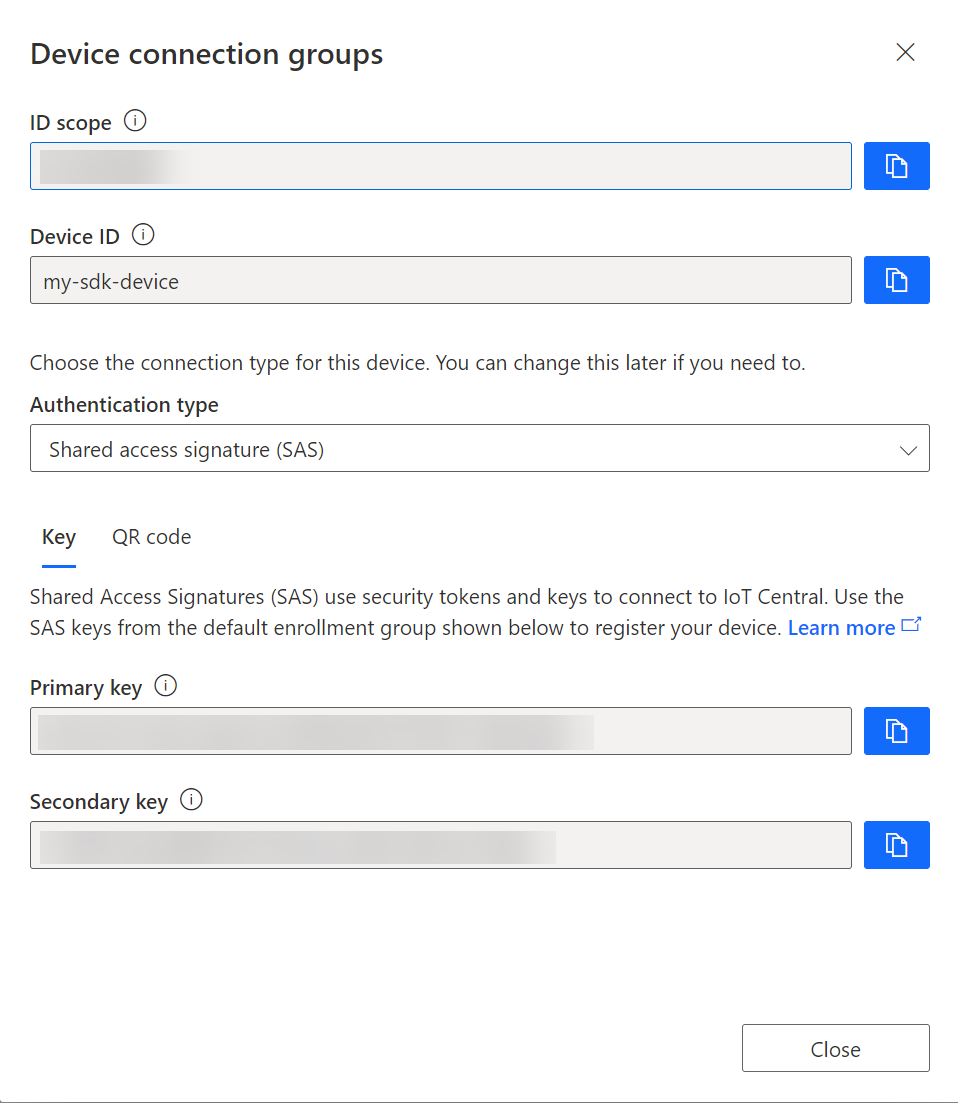 Device connection groups
ID scope
Device ID
my-sdk-device
Choose the connection type for this device. You can change this later if you need to.
Authentication type
Shared access signature (SAS)
Key QR code
Shared Access Signatures (SAS) use security tokens and keys to connect to IoT Central. Use the
SAS keys from the default enrollment group shown below to register your device. Learn more
Primary key
Secondary key
Close